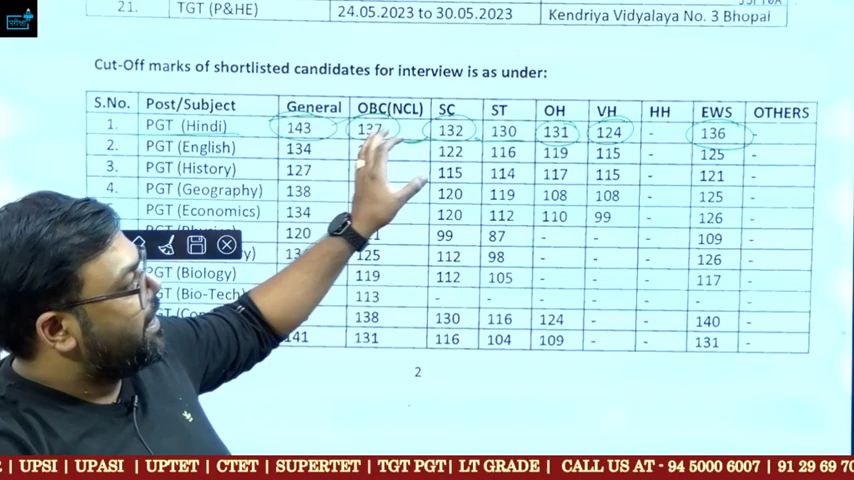 परीक्षा
21. TGT (P&HE) 24.05.2023 to 30.05.2023 Kendriya Vidyalaya No. 3 Bhopal
Cut-Off marks of shortlisted candidates for interview is as under:
S.No. Post/Subject General OBC(NCL) SC ST OH VH HH EWS OTHERS
1. PGT (Hindi) 143 137 132 130 131 124 - 136 -
2. PGT (English) 134 122 116 119 115 - 125 -
3. PGT (History) 127 115 114 117 115 - 121 -
4. PGT (Geography) 138 120 119 108 108 - 125 -
PGT (Economics) 134 120 112 110 99 - 126 -
120 99 87 - - - 109 -
125 112 98 - - - 126 -
PGT (Biology) 119 112 105 - - - 117 -
PGT (Bio-Tech) 113 - - - - - - -
138 130 116 124 - - 140 -
141 131 116 104 109 - - 131 -
2
| UPSI | UPASI | UPTET | CTET | SUPERTET | TGT PGT| LT GRADE | CALL US AT - 94 5000 6007 | 91 29 69 70